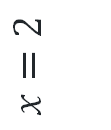 x = 2